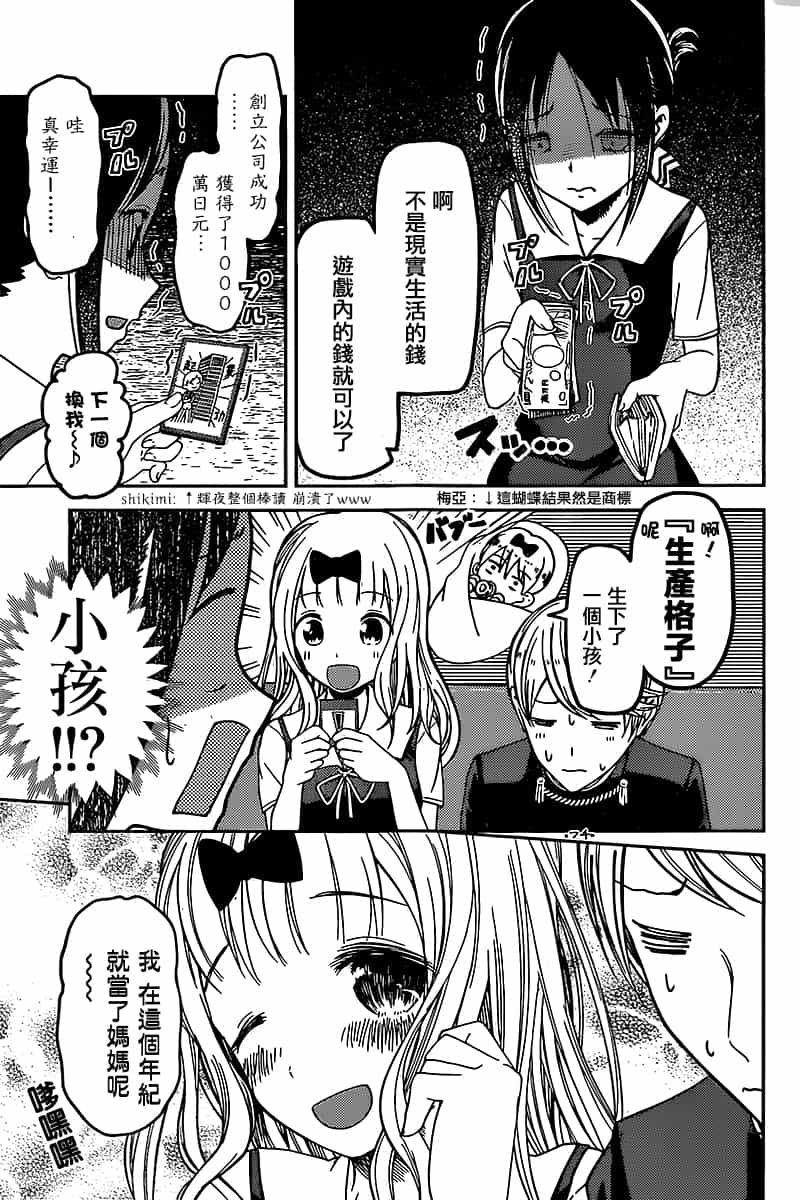 啊
不是現實生活的錢
遊戲內的錢就可以了
プル
プル
スッ・・・
創立公司成功
……
獲得了1000
萬日元…
哇
真幸運ー………
プル
プル
下一個
換我～♪
shikimi: ↑輝夜整個棒讀 崩潰了www
梅亞：↓這蝴蝶結果然是商標
啊！
『生產格子』
呢
生下了
一個小孩！
バブー
小孩!!?
我 在這個年紀
就當了媽媽呢
～～
嗲嘿嘿